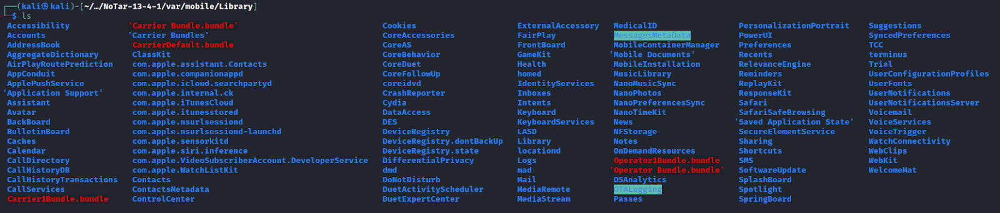 ┌──(kali㉿kali)-[~/…/NoTar-13-4-1/var/mobile/Library]
└─$ ls
Accessibility 'Carrier Bundle.bundle' Cookies ExternalAccessory MedicalID PersonalizationPortrait Suggestions
Accounts 'Carrier Bundles' CoreAccessories FairPlay MessagesMetaData PowerUI SyncedPreferences
AddressBook CarrierDefault.bundle CoreAS FrontBoard MobileContainerManager Preferences TCC
AggregateDictionary ClassKit CoreBehavior GameKit 'Mobile Documents' Recents terminus
AirPlayRoutePrediction com.apple.assistant.Contacts CoreDuet Health MobileInstallation RelevanceEngine Trial
AppConduit com.apple.companionappd CoreFollowUp homed MusicLibrary Reminders UserConfigurationProfiles
ApplePushService com.apple.icloud.searchpartyd coreidvd IdentityServices NanoMusicSync ReplayKit UserFonts
'Application Support' com.apple.internal.ck CrashReporter Inboxes NanoPhotos ResponseKit UserNotifications
Assistant com.apple.iTunesCloud Cydia Intents NanoPreferencesSync Safari UserNotificationsServer
Avatar com.apple.itunesstored DataAccess Keyboard NanoTimeKit SafariSafeBrowsing Voicemail
BackBoard com.apple.nsurlsessiond DES KeyboardServices News 'Saved Application State' VoiceServices
BulletinBoard com.apple.nsurlsessiond-launchd DeviceRegistry LASD NFStorage SecureElementService VoiceTrigger
Caches com.apple.sensorkitd DeviceRegistry.dontBackUp Library Notes Sharing WatchConnectivity
Calendar com.apple.siri.inference DeviceRegistry.state locationd OnDemandResources Shortcuts WebClips
CallDirectory com.apple.VideoSubscriberAccount.DeveloperService DifferentialPrivacy Logs Operator1Bundle.bundle SMS WebKit
CallHistoryDB com.apple.WatchListKit dmd mad 'Operator Bundle.bundle' SoftwareUpdate WelcomeMat
CallHistoryTransactions Contacts DoNotDisturb Mail OSAnalytics SplashBoard
CallServices ContactsMetadata DuetActivityScheduler MediaRemote OTALogging Spotlight
Carrier1Bundle.bundle ControlCenter DuetExpertCenter MediaStream Passes SpringBoard